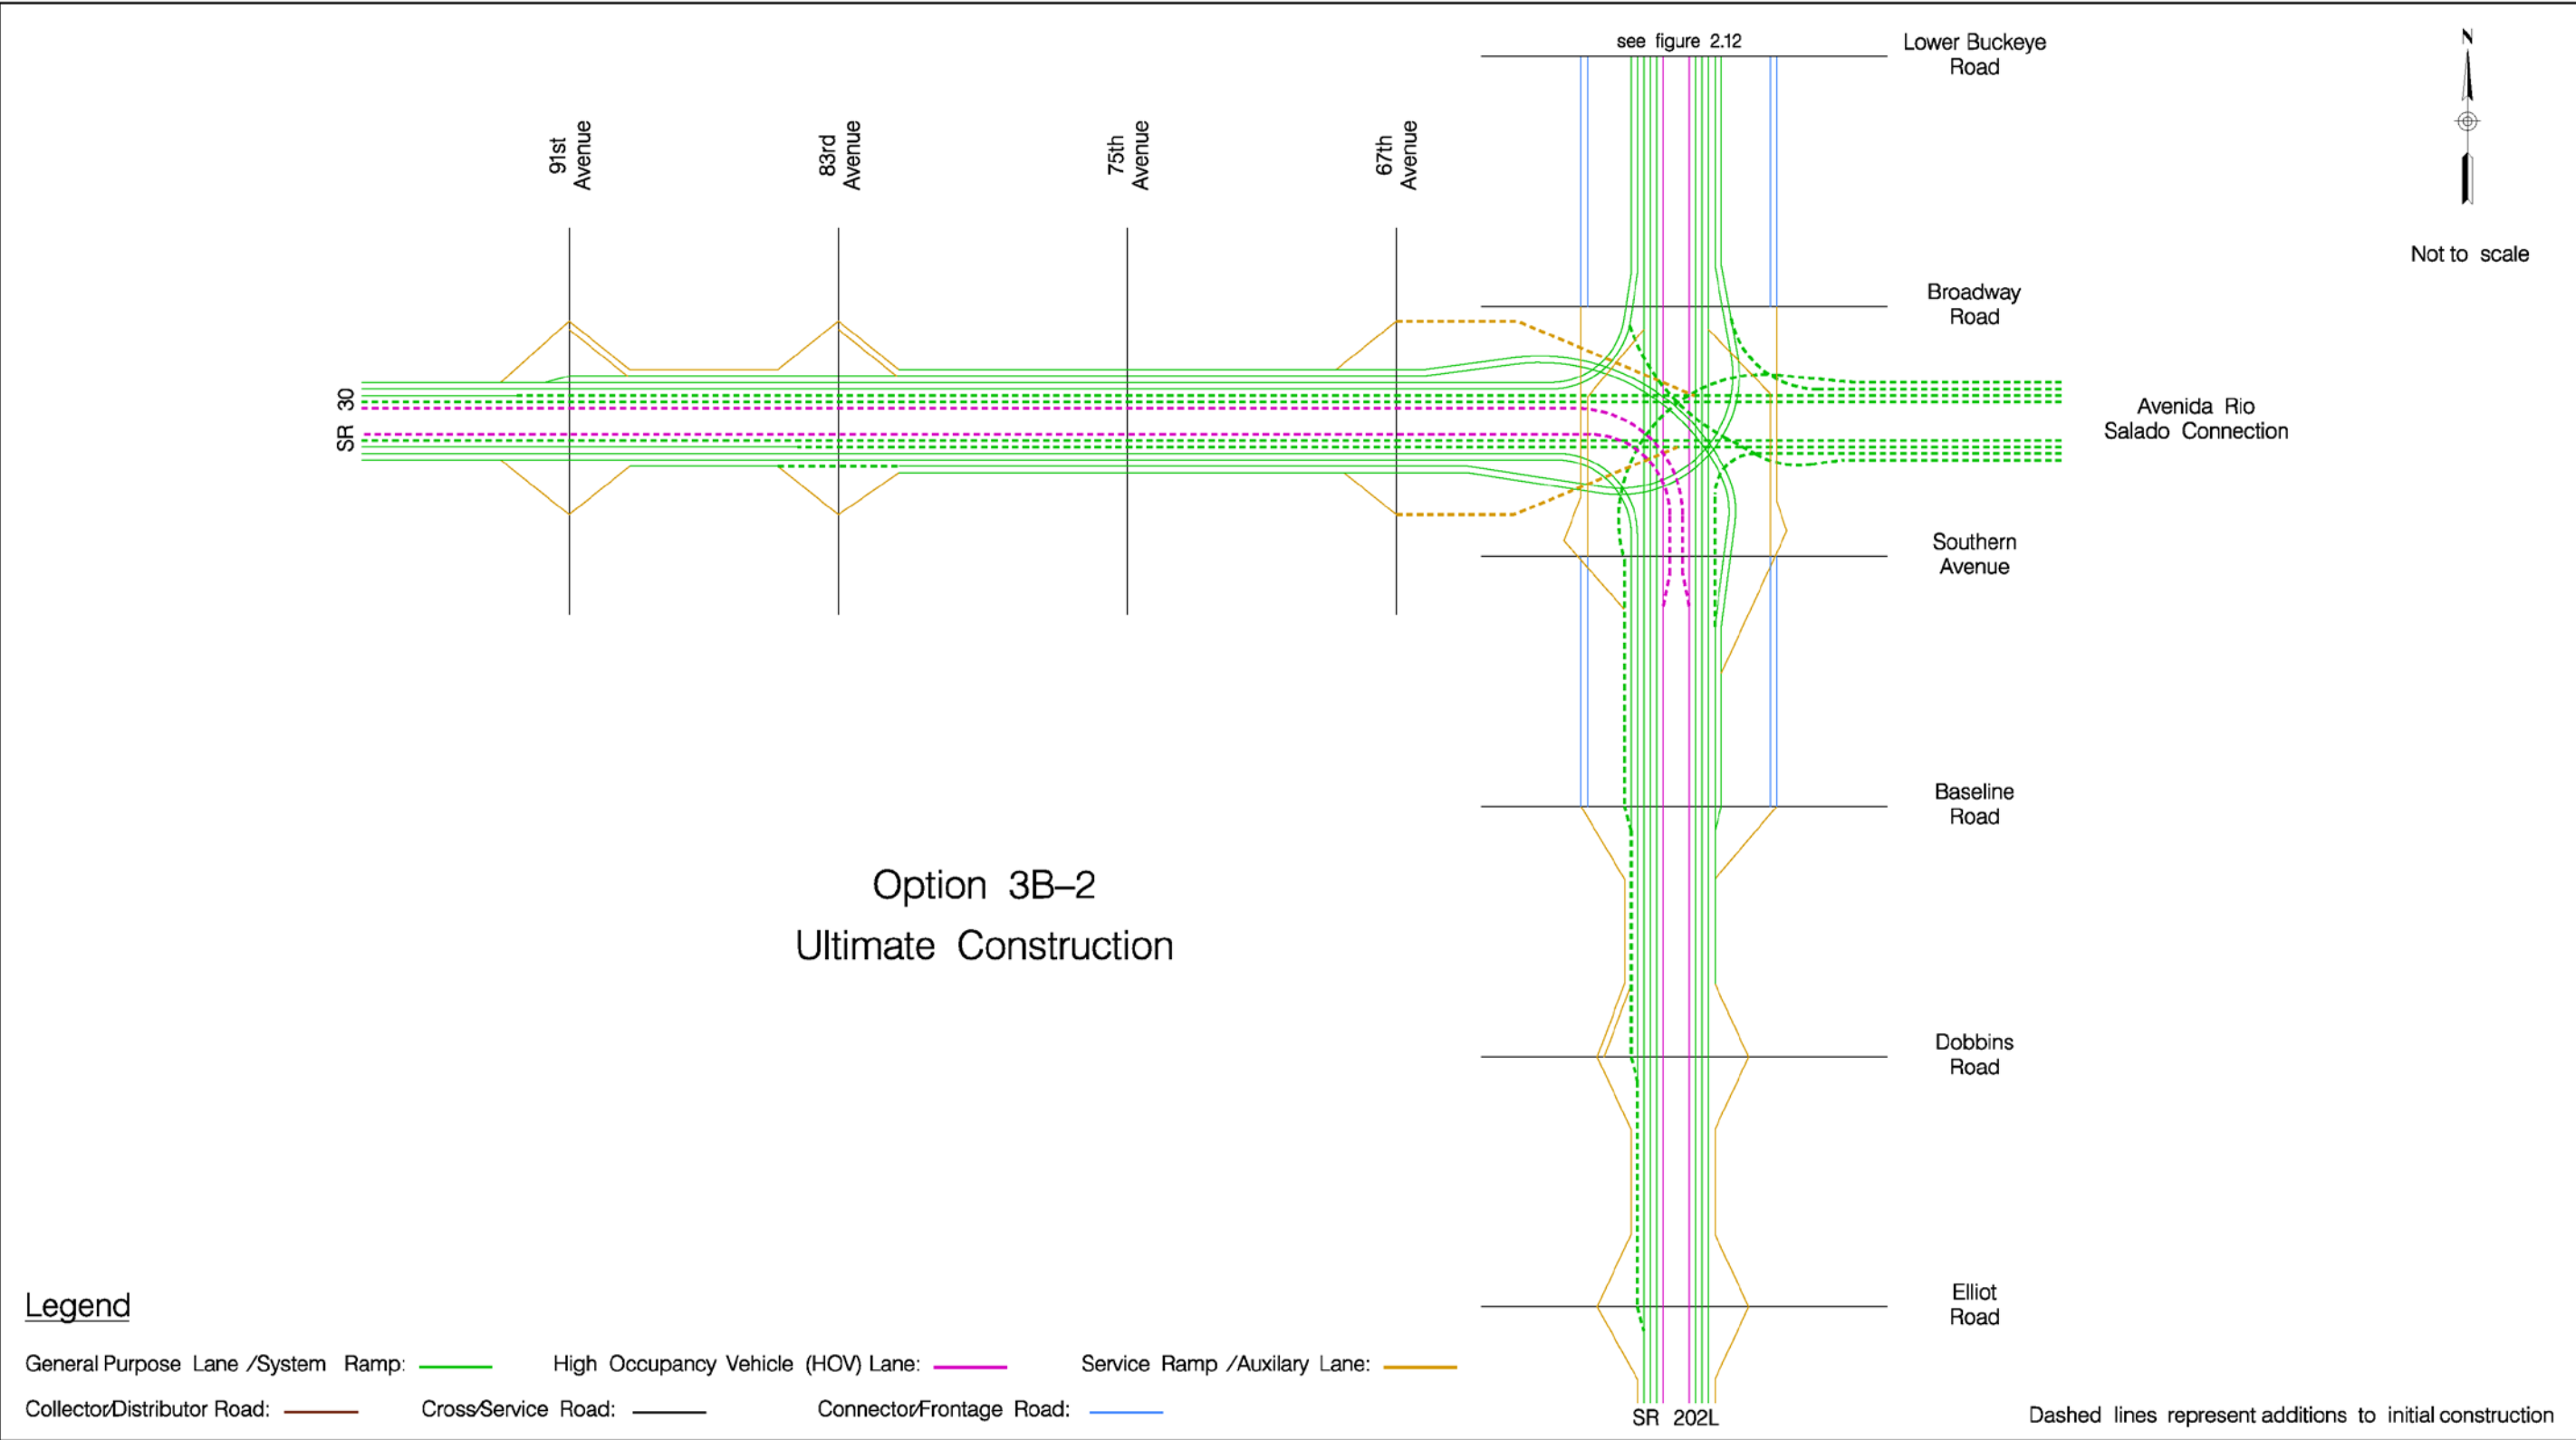 see figure 2.12
Lower Buckeye
Road
N
Not to scale
91st
Avenue
83rd
Avenue
75th
Avenue
67th
Avenue
Broadway
Road
SR 30
Avenida Rio
Salado Connection
Southern
Avenue
Baseline
Road
Option 3B–2
Ultimate Construction
Dobbins
Road
Elliot
Road
Legend
General Purpose Lane /System Ramp:
High Occupancy Vehicle (HOV) Lane:
Service Ramp /Auxilary Lane:
Collector/Distributor Road:
Cross/Service Road:
Connector/Frontage Road:
SR 202L
Dashed lines represent additions to initial construction